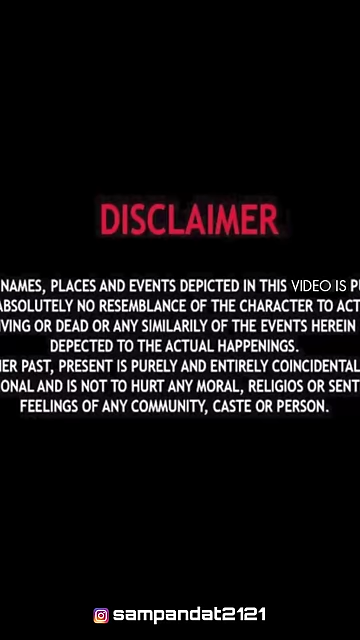 DISCLAIMER
NAMES, PLACES AND EVENTS DEPICTED IN THIS VIDEO IS
ABSOLUTELY NO RESEMBLANCE OF THE CHARACTER TO
OR DEAD OR ANY SIMILARILY OF THE EVENTS HEREIN
DEPECTED TO THE ACTUAL HAPPENINGS.
PAST, PRESENT IS PURELY AND ENTIRELY COINCIDENTAL
AND IS NOT TO HURT ANY MORAL, RELIGIOS OR
FEELINGS OF ANY COMMUNITY, CASTE OR PERSON.
sampandat2121